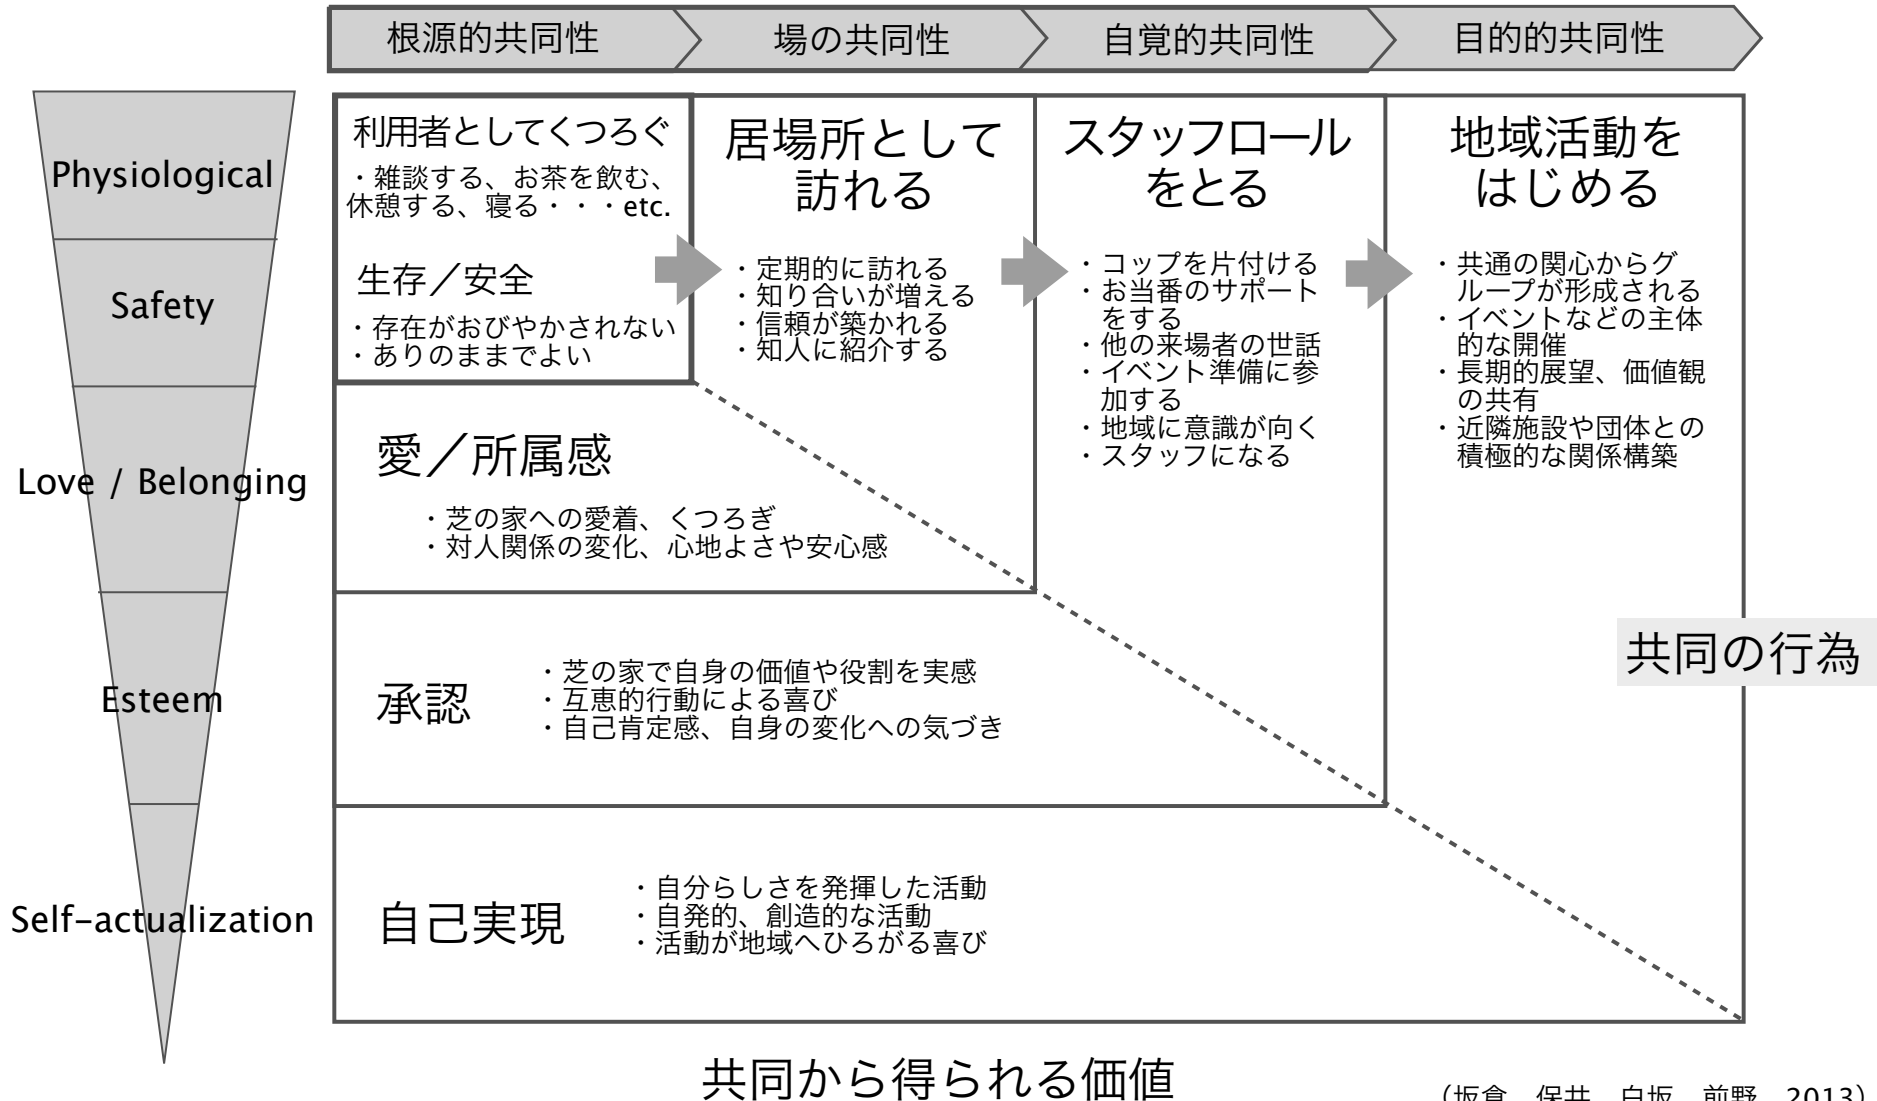 根源的共同性
場の共同性
自覚的共同性
目的的共同性
Physiological
Safety
Love / Belonging
Esteem
Self-actualization
利用者としてくつろぐ
・雑談する、お茶を飲む、
休憩する、寝る・・・etc.
生存／安全
・存在がおびやかされない
・ありのままでよい
居場所として
訪れる
・定期的に訪れる
・知り合いが増える
・信頼が築かれる
・知人に紹介する
スタッフロール
をとる
・コップを片付ける
・お当番のサポート
をする
・他の来場者の世話
・イベント準備に参
加する
・地域に意識が向く
・スタッフになる
地域活動を
はじめる
・共通の関心からグ
ループが形成される
・イベントなどの主体
的な開催
・長期的展望、価値観
の共有
・近隣施設や団体との
積極的な関係構築
愛／所属感
・芝の家への愛着、くつろぎ
・対人関係の変化、心地よさや安心感
承認
・芝の家で自身の価値や役割を実感
・互恵的行動による喜び
・自己肯定感、自身の変化への気づき
自己実現
・自分らしさを発揮した活動
・自発的、創造的な活動
・活動が地域へひろがる喜び
共同の行為
共同から得られる価値
（坂倉、保井、白坂、前野、2013）